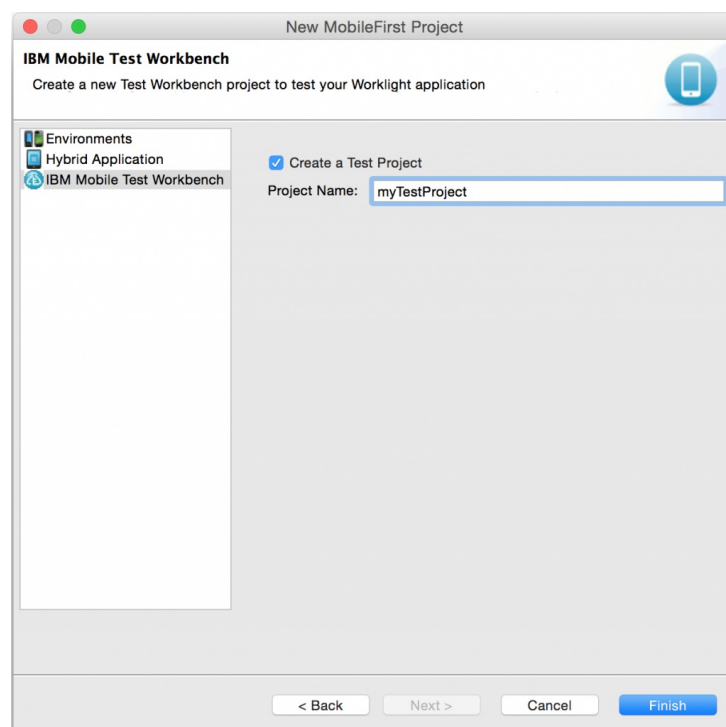 New MobileFirst Project
IBM Mobile Test Workbench
Create a new Test Workbench project to test your Worklight application
Environments
Hybrid Application
IBM Mobile Test Workbench
Create a Test Project
Project Name: myTestProject
< Back Next > Cancel Finish